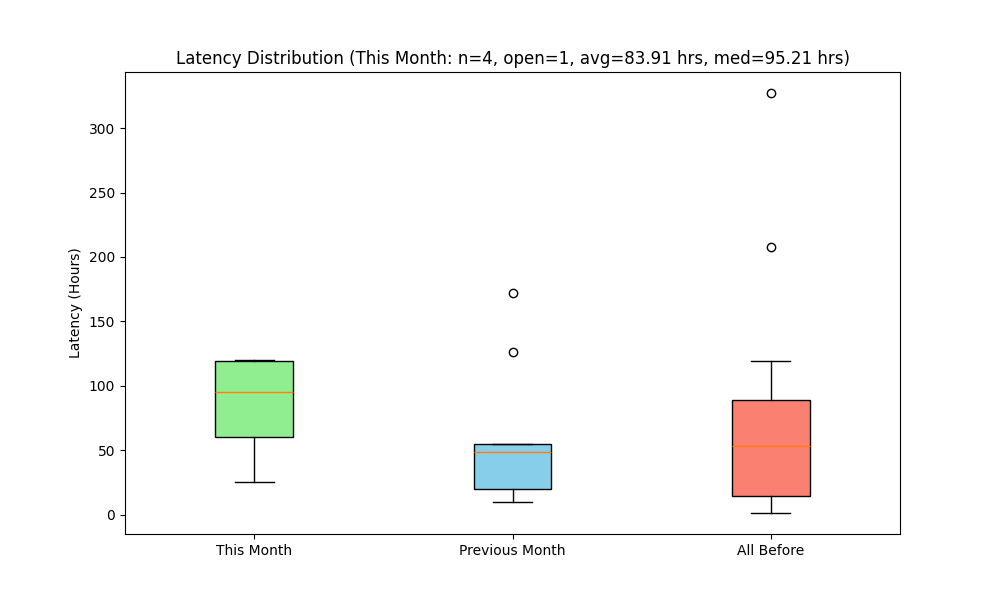 Latency Distribution (This Month: n=4, open=1, avg=83.91 hrs, med=95.21 hrs)
Latency (Hours)
300
250
200
150
100
50
0
This Month
Previous Month
All Before